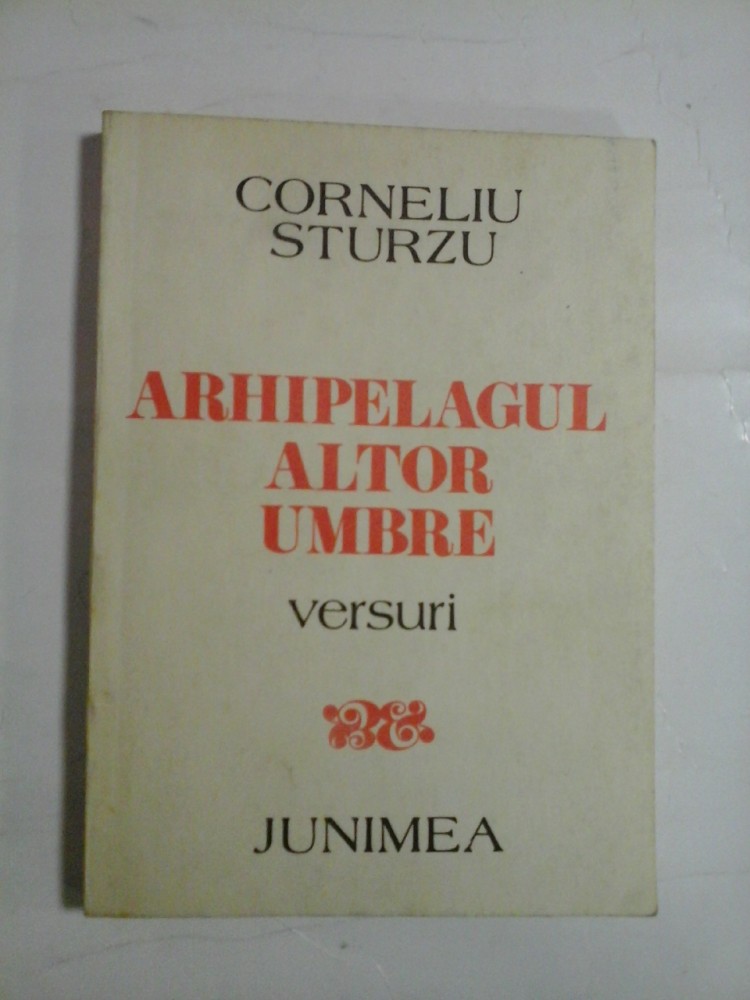 CORNELIU
STURZU
ARHIPELAGUL
ALTOR
UMBRE
versuri
JUNIMEA